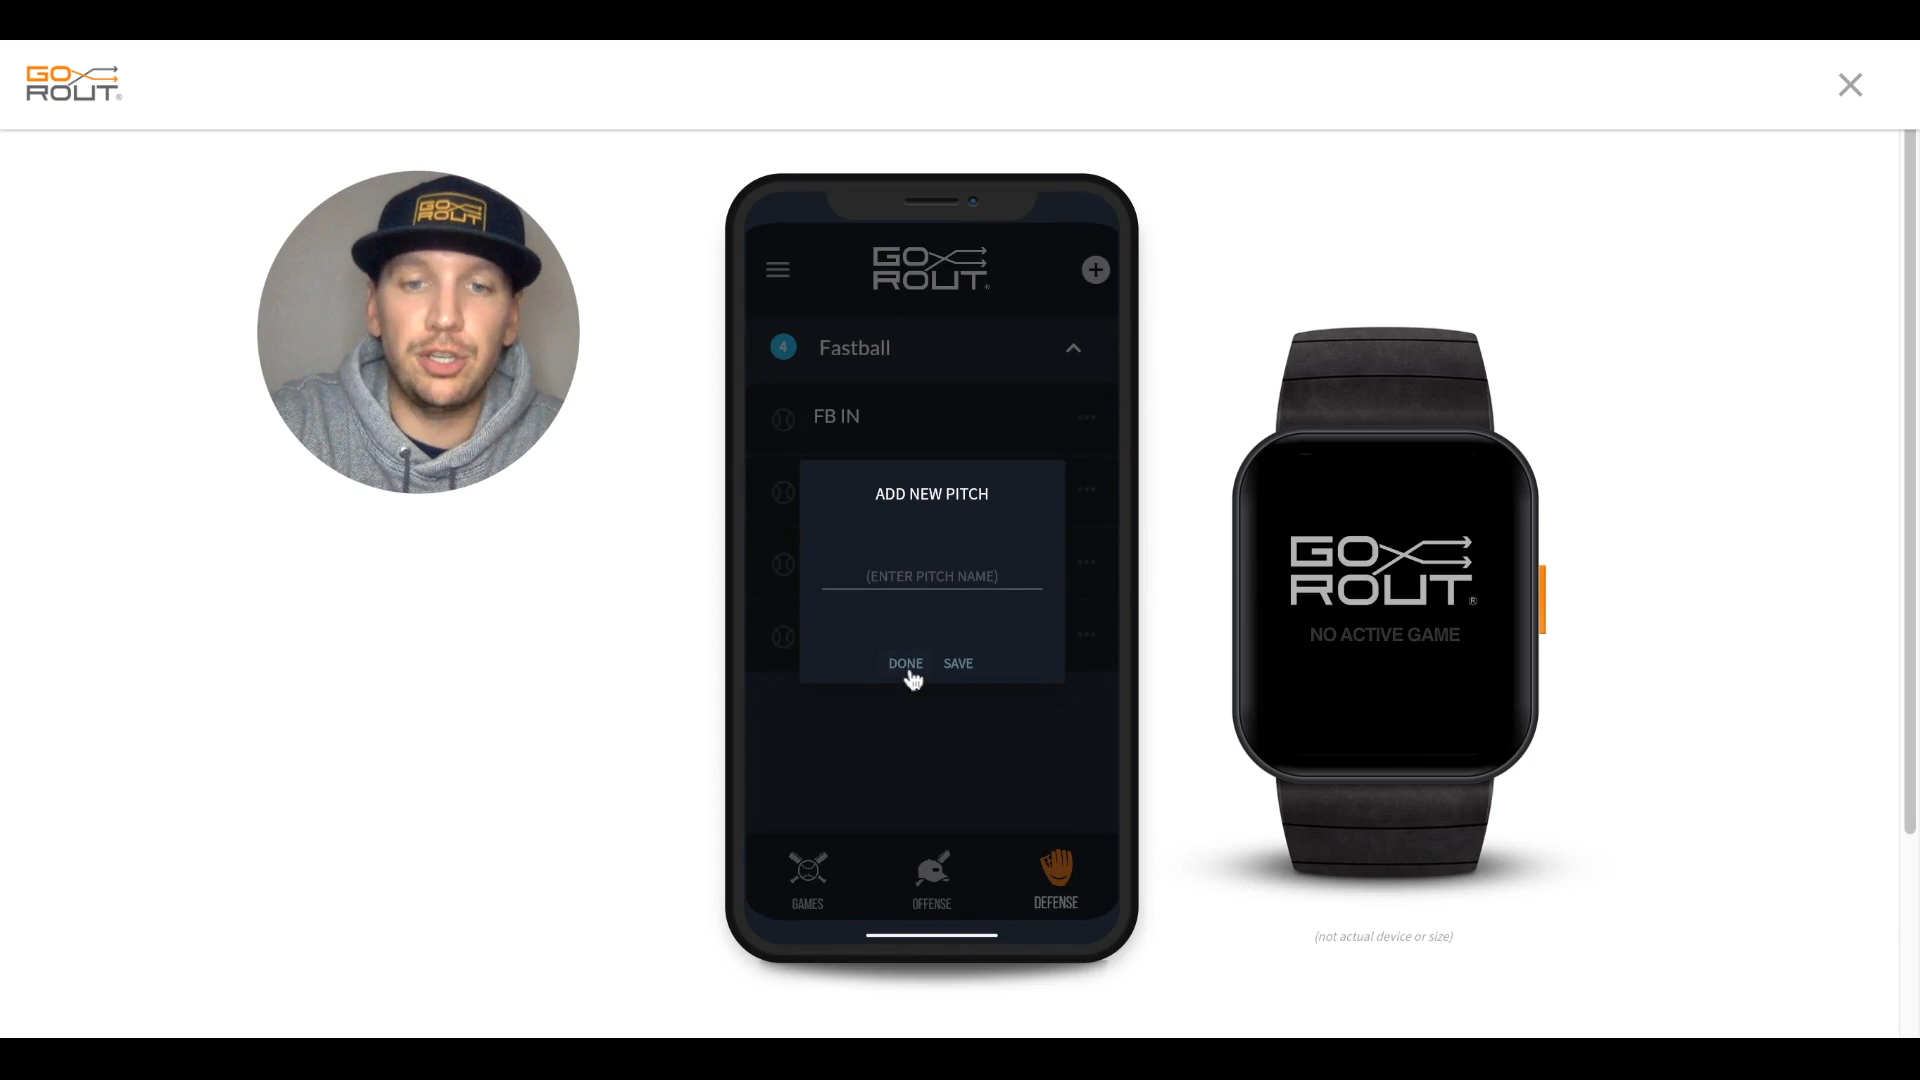 GO
ROUT®
GO
ROUT
GO
ROUT®
4 Fastball
FB IN
ADD NEW PITCH
(ENTER PITCH NAME)
DONE SAVE
GAMES OFFENSE DEFENSE
GO
ROUT®
NO ACTIVE GAME
(not actual device or size)